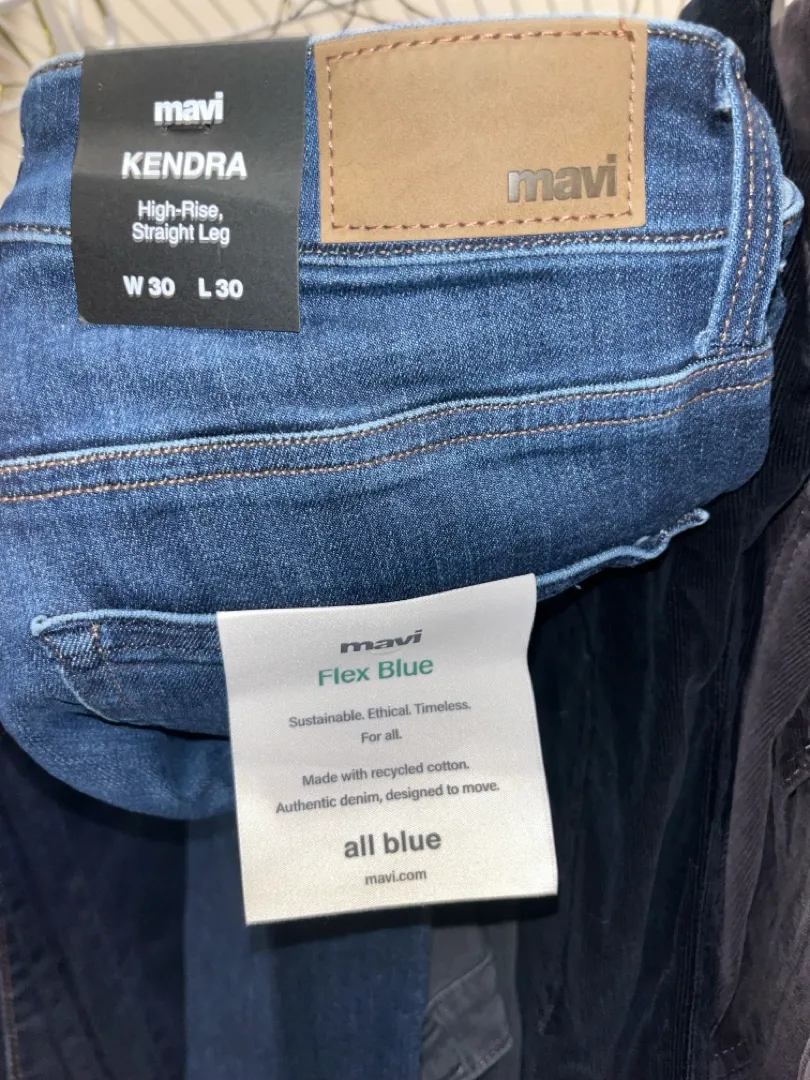 mavi
KENDRA
High-Rise,
Straight Leg
W 30 L 30
mavi
mavi
Flex Blue
Sustainable. Ethical. Timeless.
For all.
Made with recycled cotton.
Authentic denim, designed to move.
all blue
mavi.com